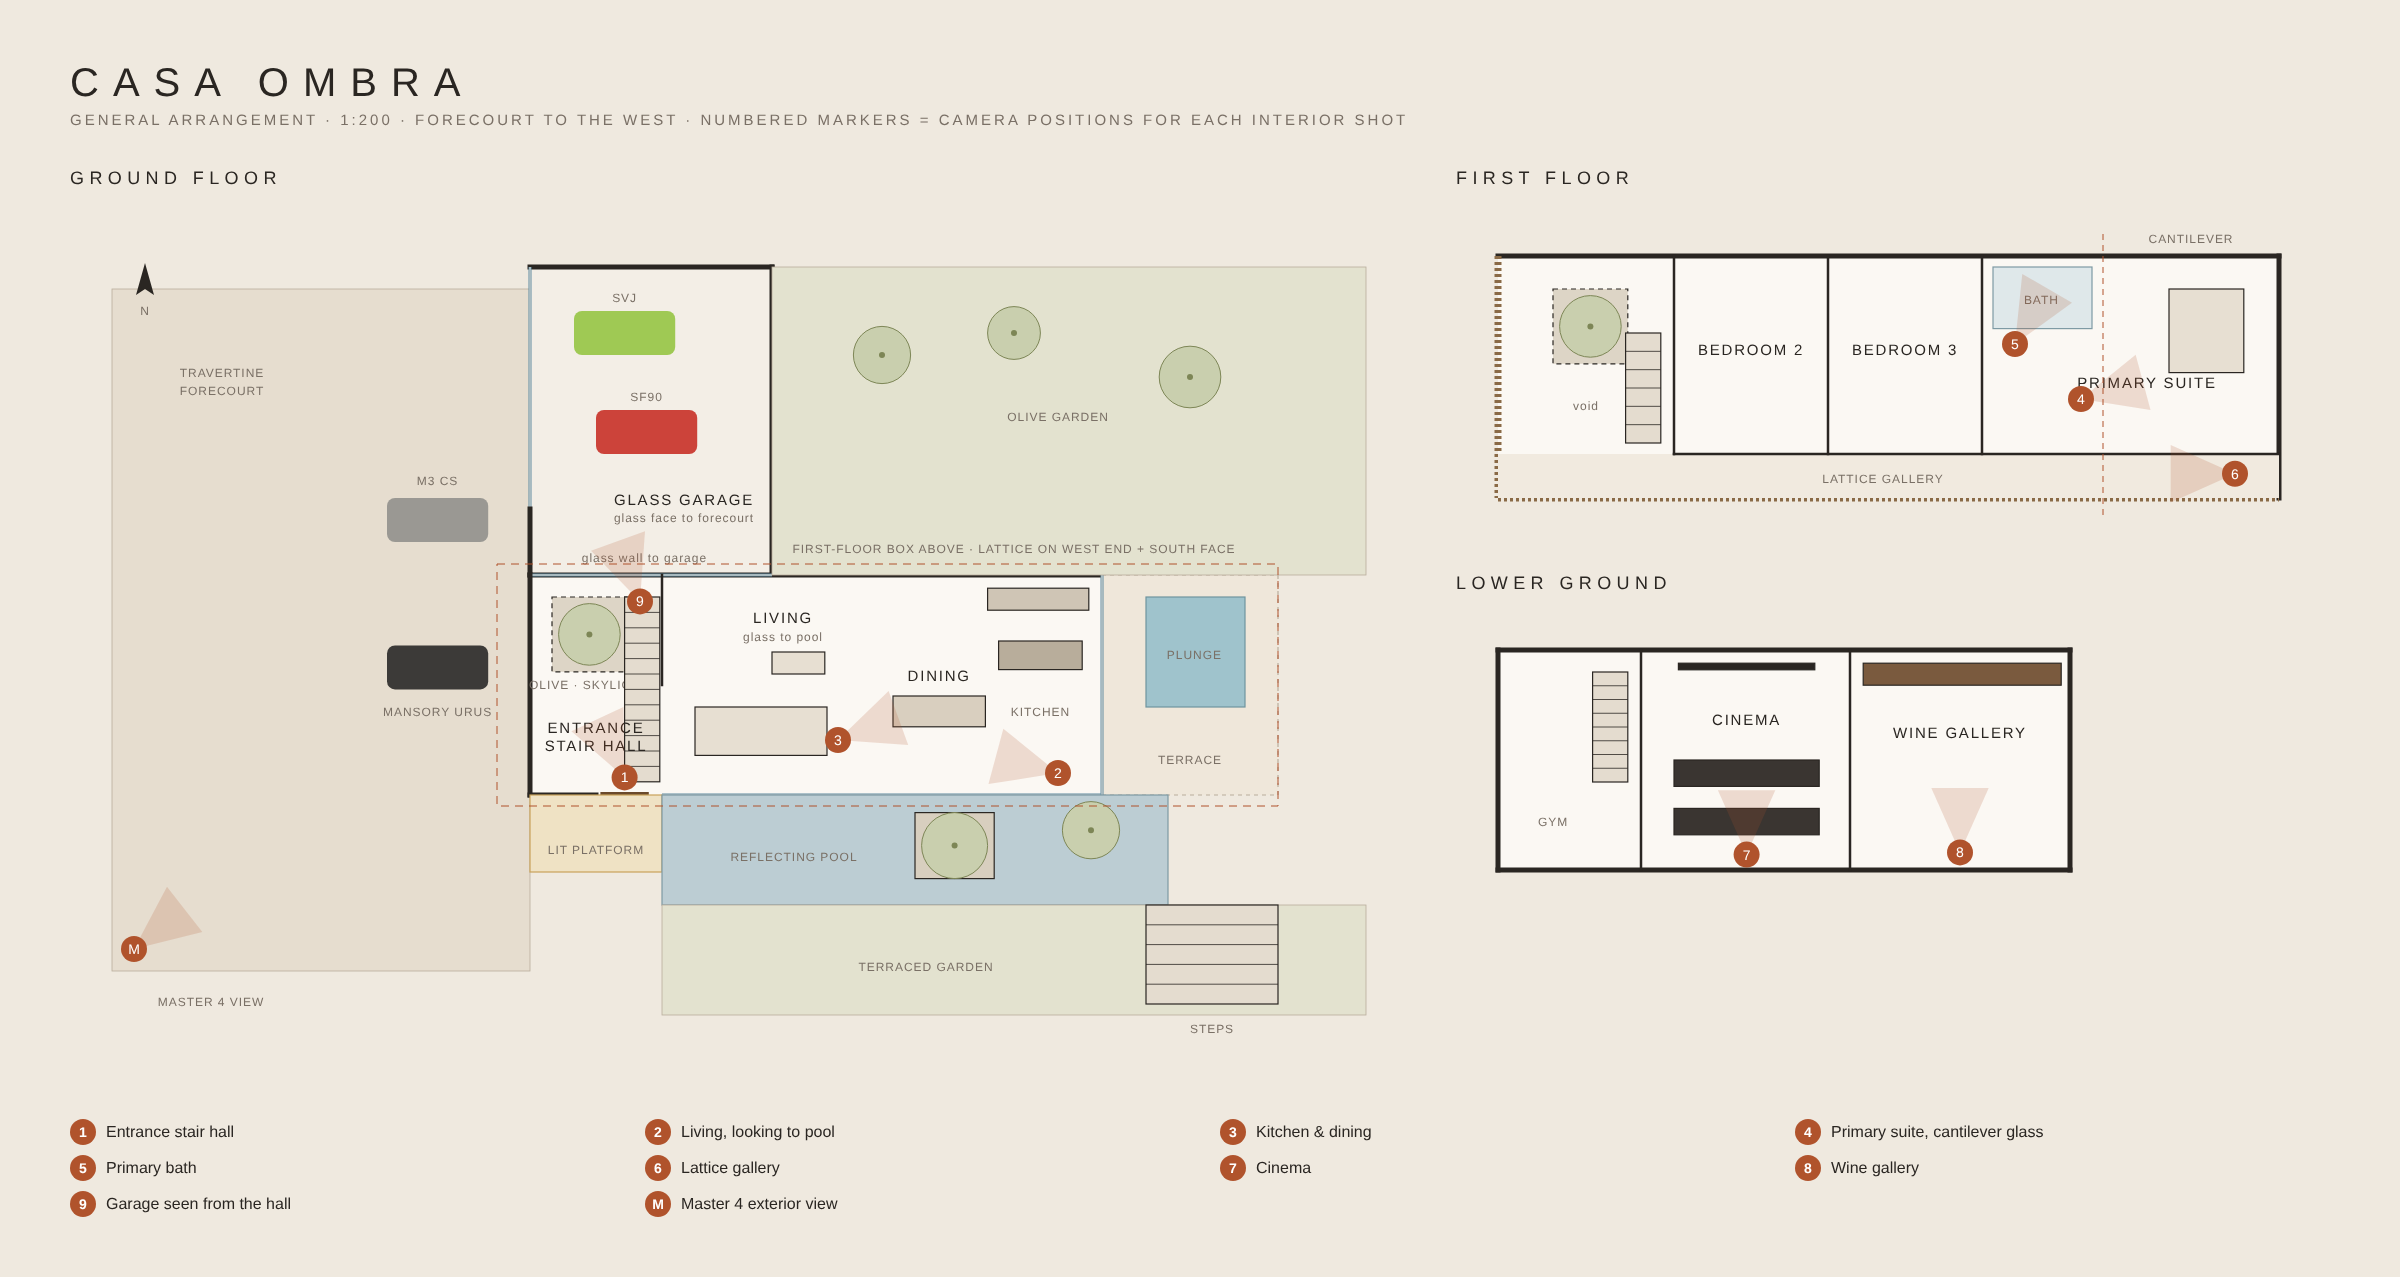 CASA OMBRA
GENERAL ARRANGEMENT · 1:200 · FORECOURT TO THE WEST · NUMBERED MARKERS = CAMERA POSITIONS FOR EACH INTERIOR SHOT
GROUND FLOOR
N
TRAVERTINE
FORECOURT
SVJ
SF90
M3 CS
GLASS GARAGE
glass face to forecourt
glass wall to garage
OLIVE GARDEN
FIRST-FLOOR BOX ABOVE · LATTICE ON WEST END + SOUTH FACE
9
LIVING
glass to pool
OLIVE
DINING
PLUNGE
MANSORY URUS
KITCHEN
ENTRANCE
STAIR HALL
3
TERRACE
1
2
LIT PLATFORM
REFLECTING POOL
M
TERRACED GARDEN
MASTER 4 VIEW
STEPS
FIRST FLOOR
CANTILEVER
BATH
5
BEDROOM 2
BEDROOM 3
PRIMARY SUITE
4
void
6
LATTICE GALLERY
LOWER GROUND
CINEMA
WINE GALLERY
GYM
7
8
1 Entrance stair hall
2 Living, looking to pool
3 Kitchen & dining
4 Primary suite, cantilever glass
5 Primary bath
6 Lattice gallery
7 Cinema
8 Wine gallery
9 Garage seen from the hall
M Master 4 exterior view